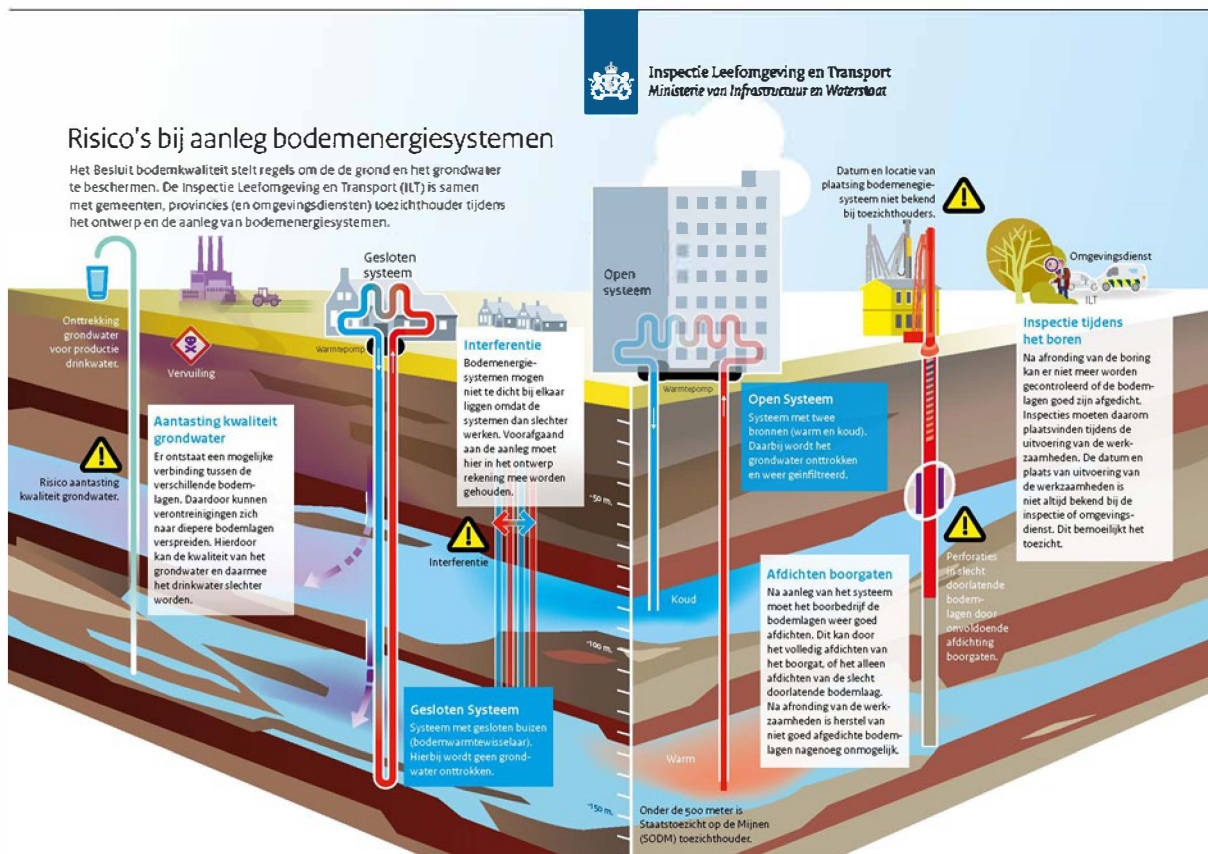 Inspectie Leefomgeving en Transport
Ministerie van Infrastructuur en Waterstaat
Risico's bij aanleg bodemenergiesystemen
Het Besluit bodemkwaliteit stelt regels om de de grond en het grondwater
te beschermen. De Inspectie Leefomgeving en Transport (ILT) is samen
met gemeenten, provincies (en omgevingsdiensten) toezichthouder tijdens
het ontwerp en de aanleg van bodemenergiesystemen.
Datum en locatie van
plaatsing bodemenegie-
systeem niet bekend
bij toezichthouders.
Gesloten
systeem
Open
systeem
Omgevingsdienst
ILT
Onttrekking
grondwater
voor productie
drinkwater.
Vervuiling
Warmtepomp
Warmtepomp
Interferentie
Bodemenergie-
systemen mogen
niet te dicht bij elkaar
liggen omdat de
systemen dan slechter
werken. Voorafgaand
aan de aanleg moet
hier in het ontwerp
rekening mee worden
gehouden.
Inspectie tijdens
het boren
Na afronding van de boring
kan er niet meer worden
gecontroleerd of de bodem-
lagen goed zijn afgedicht.
Inspecties moeten daarom
plaatsvinden tijdens de
uitvoering van de werk-
zaamheden. De datum en
plaats van uitvoering van
de werkzaamheden is
niet altijd bekend bij de
inspectie of omgevings-
dienst. Dit bemoeilijkt het
toezicht.
Open Systeem
Systeem met twee
bronnen (warm en koud).
Daarbij wordt het
grondwater onttrokken
en weer geïnfiltreerd.
Aantasting kwaliteit
grondwater
Er ontstaat een mogelijke
verbinding tussen de
verschillende bodem-
lagen. Daardoor kunnen
verontreinigingen zich
naar diepere bodemlagen
verspreiden. Hierdoor
kan de kwaliteit van het
grondwater en daarmee
het drinkwater slechter
worden.
Risico aantasting
kwaliteit grondwater.
-50 m.
Interferentie
Koud
Perforaties
in slecht
doorlatende
bodem-
lagen door
onvoldoende
afdichting
boorgaten.
Afdichten boorgaten
Na aanleg van het systeem
moet het boorbedrijf de
bodemlagen weer goed
afdichten. Dit kan door
het volledig afdichten van
het boorgat, of het alleen
afdichten van de slecht
doorlatende bodemlaag.
Na afronding van de werk-
zaamheden is herstel van
niet goed afgedichte bodem-
lagen nagenoeg onmogelijk.
-100 m.
Gesloten Systeem
Systeem met gesloten buizen
(bodemwarmtewisselaar).
Hierbij wordt geen grond-
water onttrokken.
Warm
-150 m.
Onder de 500 meter is
Staatstoezicht op de Mijnen
(SODM) toezichthouder.